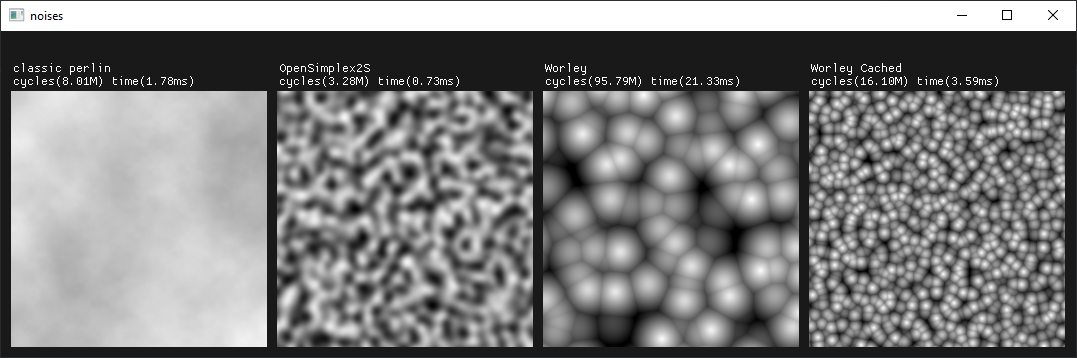 noises
classic perlin
cycles(8.01M) time(1.78ms)
OpenSimplex2S
cycles(3.28M) time(0.73ms)
Worley
cycles(95.79M) time(21.33ms)
Worley Cached
cycles(16.10M) time(3.59ms)